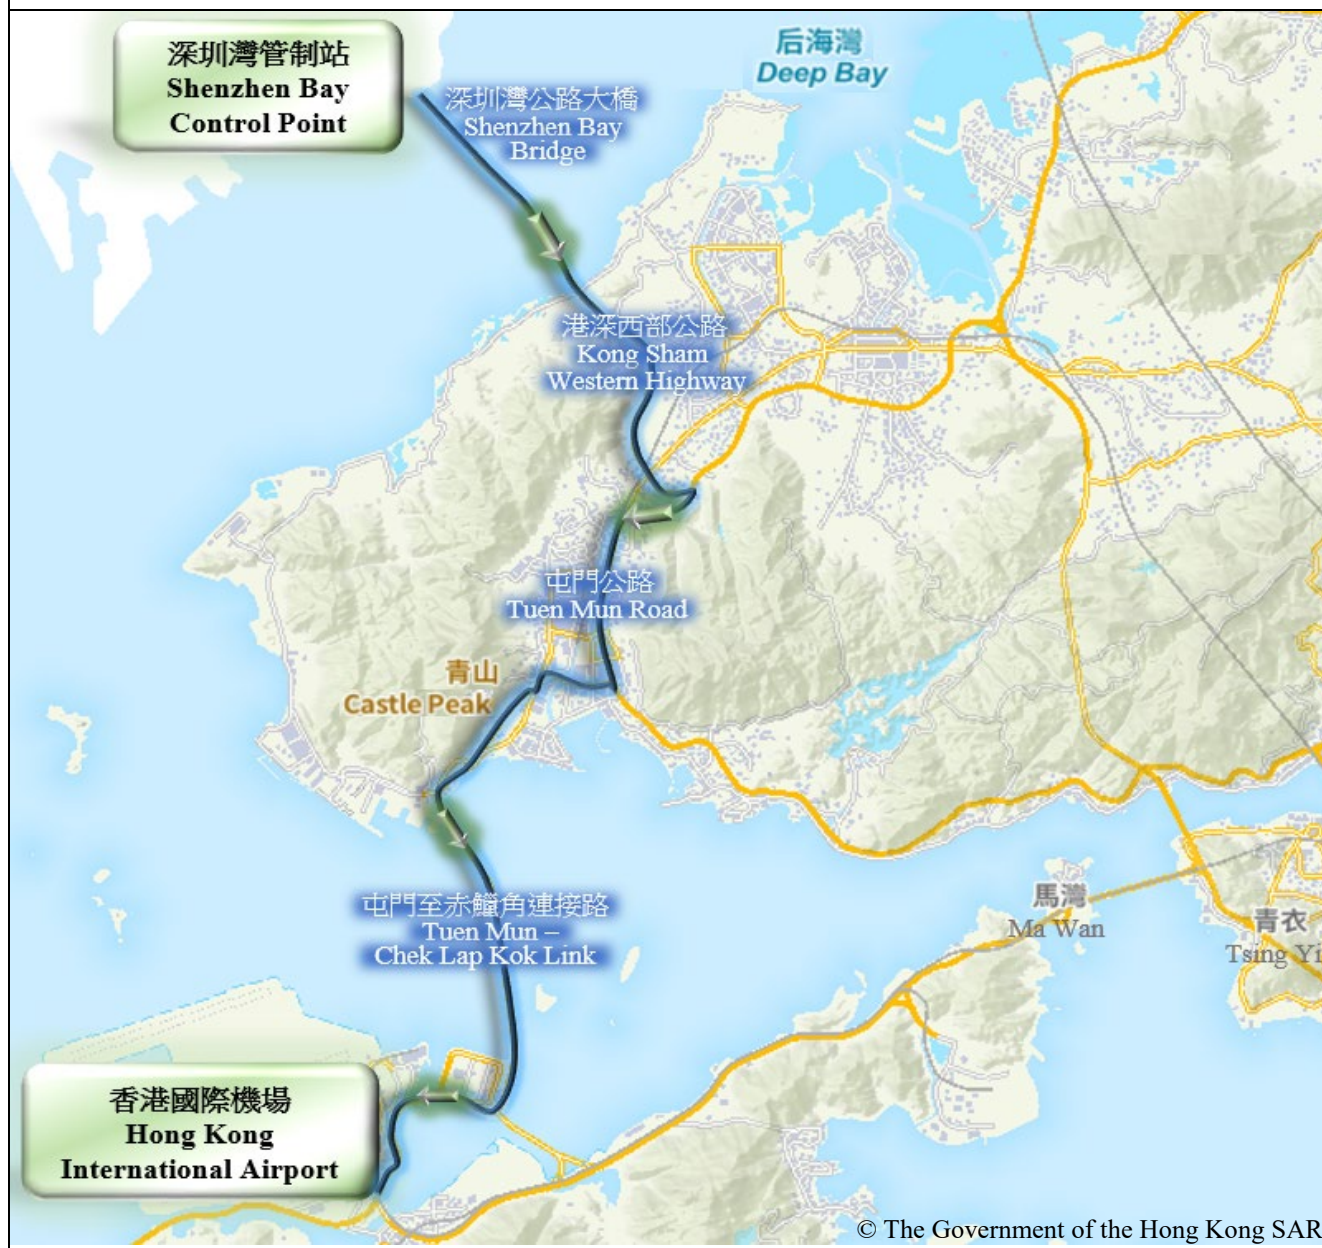 深圳灣管制站
Shenzhen Bay
Control Point
后海灣
Deep Bay
深圳灣公路大橋
Shenzhen Bay
Bridge
港深西部公路
Kong Sham
Western Highway
屯門公路
Tuen Mun Road
青山
Castle Peak
屯門至赤鱲角連接路
Tuen Mun –
Chek Lap Kok Link
馬灣
Ma Wan
青衣
Tsing Yi
香港國際機場
Hong Kong
International Airport
© The Government of the Hong Kong SAR